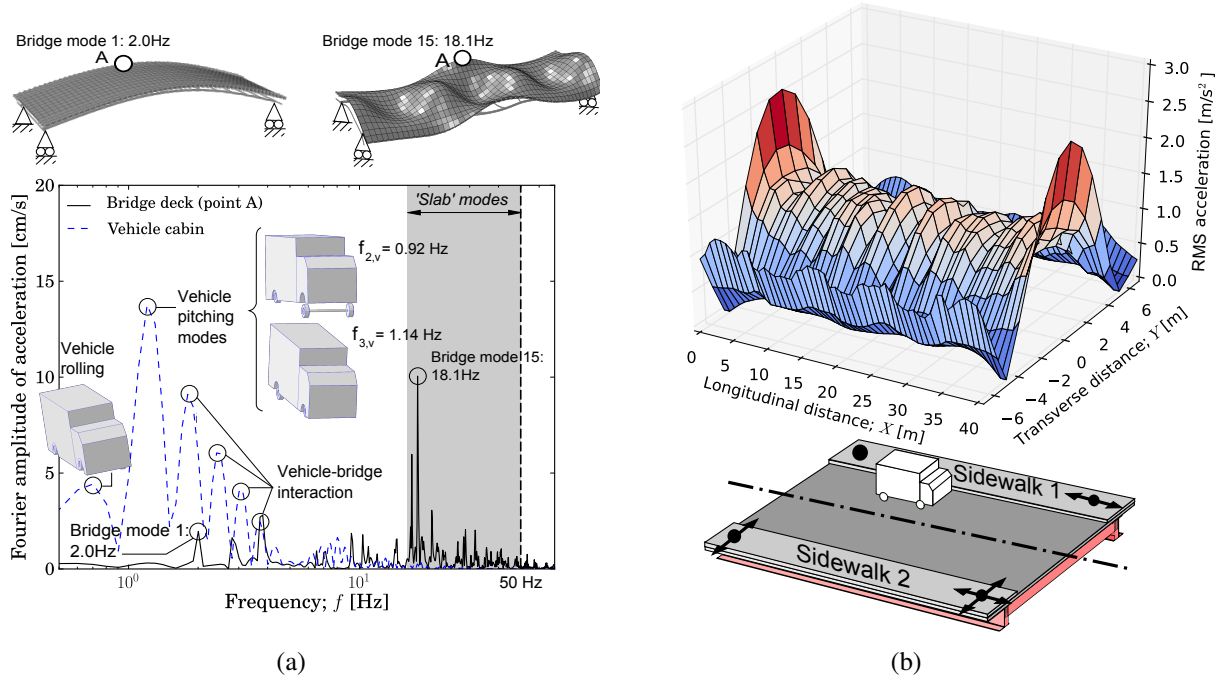 Bridge mode 1: 2.0Hz
A
Bridge mode 15: 18.1Hz
A
Fourier amplitude of acceleration [cm/s]
20
15
10
5
0
Bridge deck (point A)
Vehicle cabin
'Slab' modes
f2,v = 0.92 Hz
Vehicle
pitching
modes
f3,v = 1.14 Hz
Vehicle
rolling
Bridge mode 15:
18.1Hz
Vehicle-bridge
interaction
Bridge mode 1:
2.0Hz
10^0
10^1
50 Hz
Frequency; f [Hz]
(a)
3.0
2.5
2.0
1.5
1.0
0.5
0.0
RMS acceleration [m/s²]
0
5
10
15
20
25
30
35
40
Longitudinal distance; X [m]
−6
−4
−2
0
2
4
6
Transverse distance; Y [m]
Sidewalk 1
Sidewalk 2
(b)